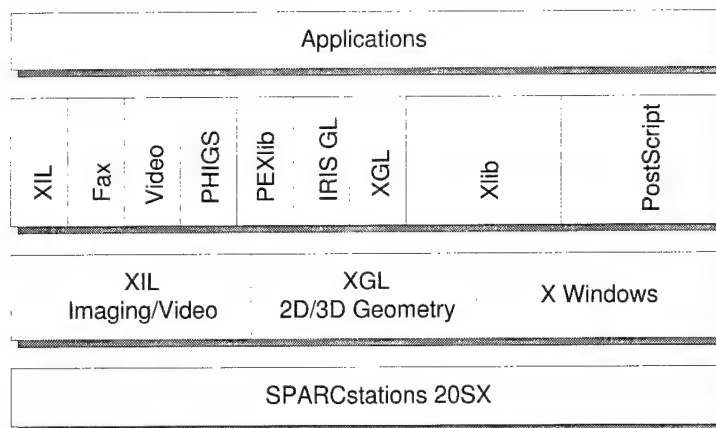 Applications
XIL
Fax
Video
PHIGS
PEXlib
IRIS GL
XGL
Xlib
PostScript
XIL
Imaging/Video
XGL
2D/3D Geometry
X Windows
SPARCstations 20SX